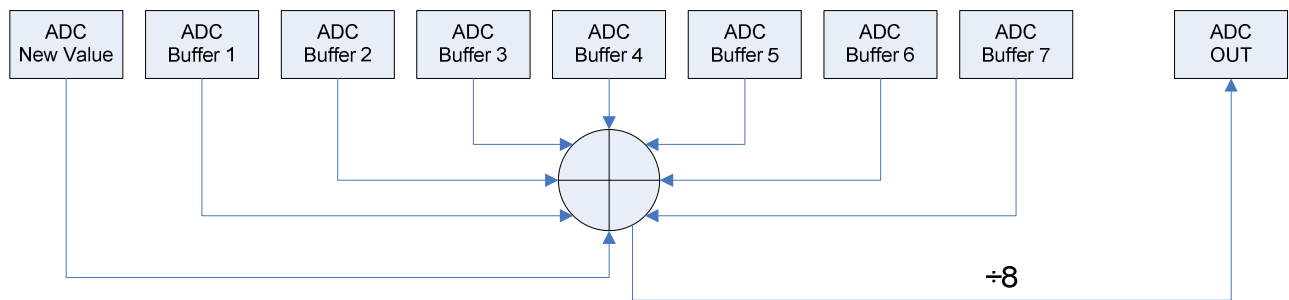 ADC
New Value
ADC
Buffer 1
ADC
Buffer 2
ADC
Buffer 3
ADC
Buffer 4
ADC
Buffer 5
ADC
Buffer 6
ADC
Buffer 7
ADC
OUT
÷8